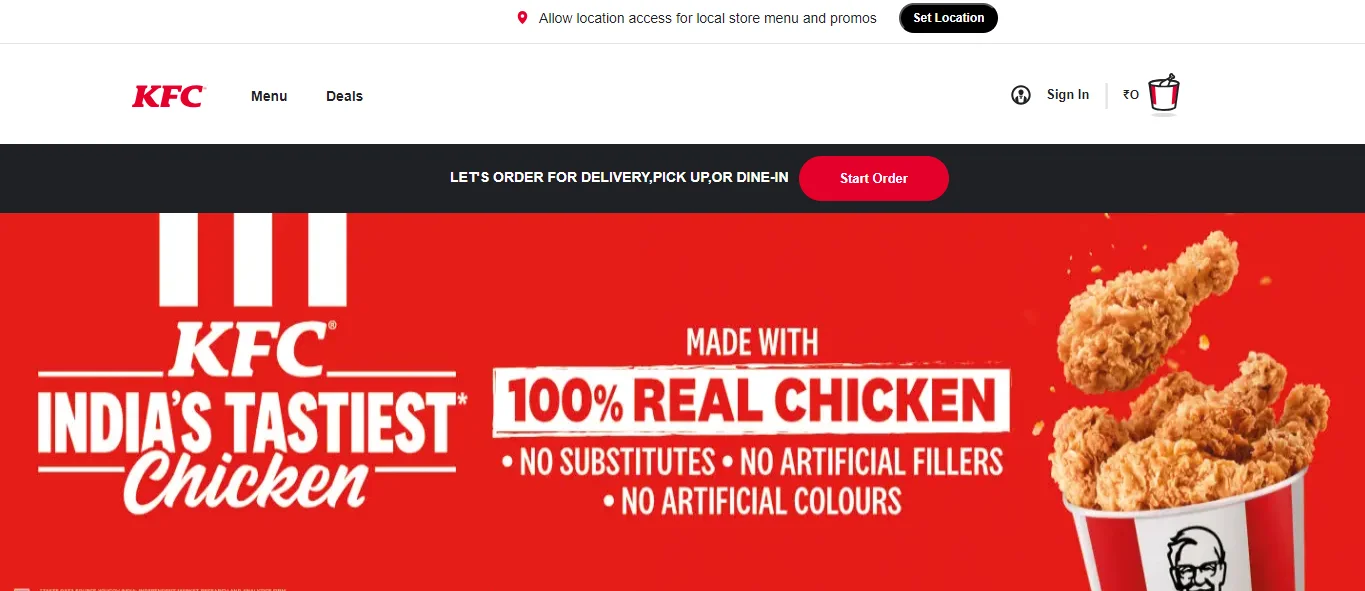 Allow location access for local store menu and promos
Set Location
KFC
Menu
Deals
Sign In
₹0
LET'S ORDER FOR DELIVERY,PICK UP,OR DINE-IN
Start Order
KFC®
INDIA'S TASTIEST*
Chicken
MADE WITH
100% REAL CHICKEN
• NO SUBSTITUTES • NO ARTIFICIAL FILLERS
• NO ARTIFICIAL COLOURS